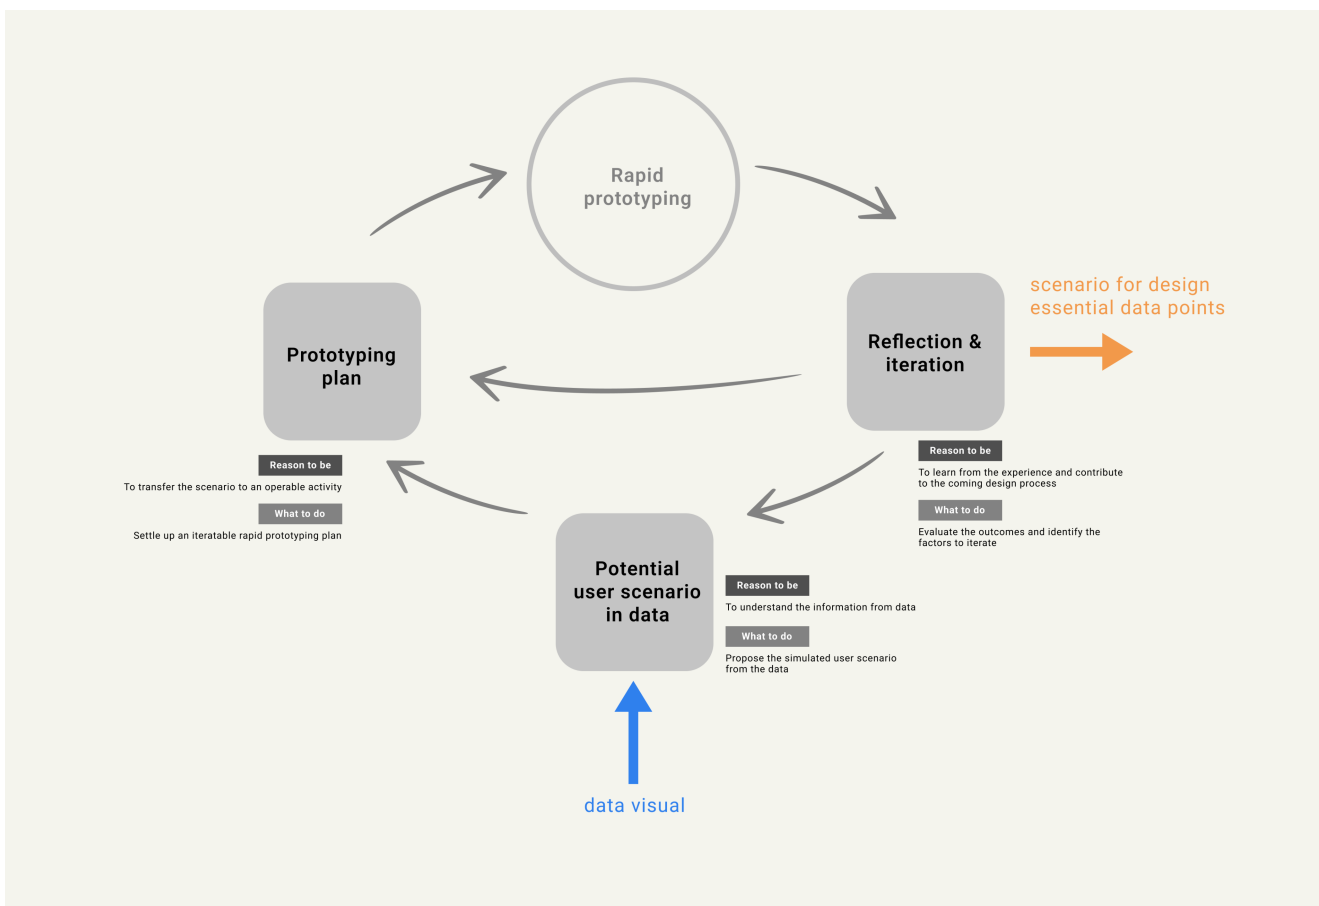 Rapid
prototyping
scenario for design
essential data points
Reflection &
iteration
Prototyping
plan
Reason to be
To learn from the experience and contribute
to the coming design process
What to do
Evaluate the outcomes and identify the
factors to iterate
Reason to be
To transfer the scenario to an operable activity
What to do
Settle up an iteratable rapid prototyping plan
Potential
user scenario
in data
Reason to be
To understand the information from data
What to do
Propose the simulated user scenario
from the data
data visual